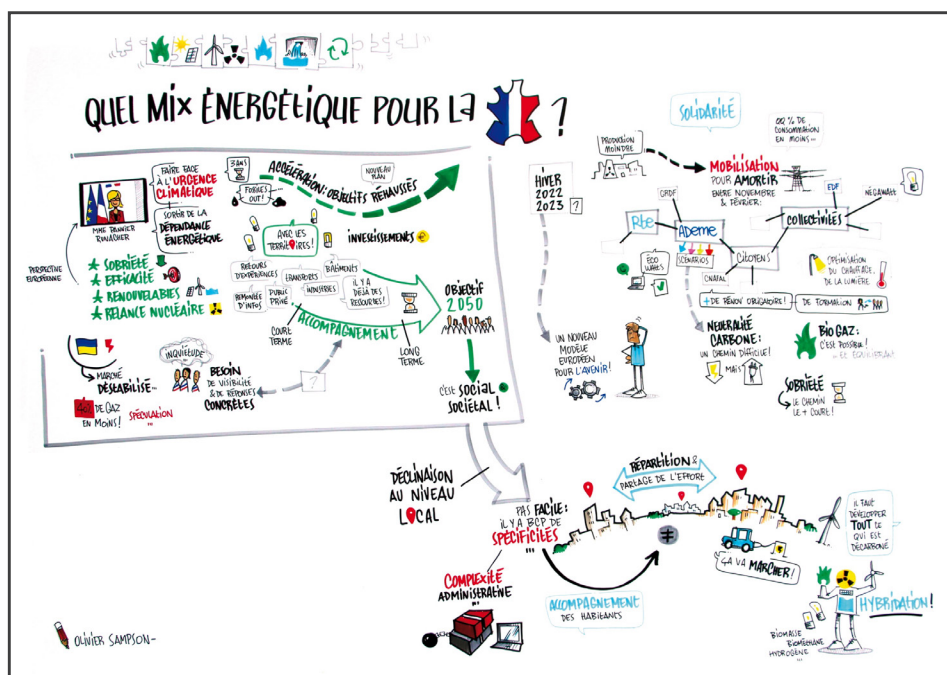 QUEL MIX ÉNERGÉTIQUE POUR LA ?
FAIRE FACE
À L'URGENCE
CLIMATIQUE
SORTIR DE LA
DÉPENDANCE
ÉNERGÉTIQUE
MME PANNIER
RUNACHER
PERSPECTIVE
EUROPÉENNE
SOBRIÉTÉ
EFFICACITÉ
RENOUVELABLES
RELANCE NUCLÉAIRE
3 ANS
FOSSILES
OUT!
ACCÉLÉRATION: OBJECTIFS RÉHAUSSÉS
NOUVEAU
PLAN
AVEC LES
TERRITOIRES!
INVESTISSEMENTS €
RETOURS
D'EXPÉRIENCES
TRANSPORTS
BÂTIMENTS
REMONTÉE
D'INFOS
PUBLIC
PRIVÉ
INDUSTRIES
IL Y A
DÉJÀ DES
RESSOURCES!
COURT
TERME
ACCOMPAGNEMENT
LONG
TERME
OBJECTIF
2050
C'EST SOCIAL
SOCIÉTAL!
MARCHÉ
DÉSTABILISÉ...
DE GAZ
EN MOINS!
SPÉCULATION
...
INQUIÉTUDE
BESOIN
DE VISIBILITÉ
& DE RÉPONSES
CONCRÈTES
?
HIVER
2022
2023
?
PRODUCTION
MOINDRE
SOLIDARITÉ
MOBILISATION
POUR AMORTIR
ENTRE NOVEMBRE
& FÉVRIER:
% DE
CONSOMMATION
EN MOINS...
GRDF
Rte
ADeme
SCÉNARIOS
ECO
WATTS
CNAFAL
CITOYENS
EDF
COLLECTIVITÉS
NÉGAWATT
OPTIMISATION
DU CHAUFFAGE,
DE LA LUMIÈRE
+ DE RÉNOV' OBLIGATOIRE!
- DE FORMATION
UN NOUVEAU
MODÈLE
EUROPÉEN
POUR L'AVENIR!
NEUTRALITÉ
CARBONE:
UN CHEMIN DIFFICILE!
MAIS
BIO GAZ:
C'EST POSSIBLE!
SOBRIÉTÉ
LE CHEMIN
LE + COURT!
DÉCLINAISON
AU NIVEAU
LOCAL
PAS FACILE:
IL Y A BCP DE
SPÉCIFICITÉS
...
COMPLEXITÉ
ADMINISTRATIVE
...
RÉPARTITION &
PARTAGE DE L'EFFORT
≠
ÇA VA MARCHER!
ACCOMPAGNEMENT
DES HABITANTS
IL FAUT
DÉVELOPPER
TOUT CE
QUI EST
DÉCARBONÉ
HYBRIDATION!
BIOMASSE
BIOMÉTHANE
HYDROGÈNE
...
OLIVIER SAMPSON-